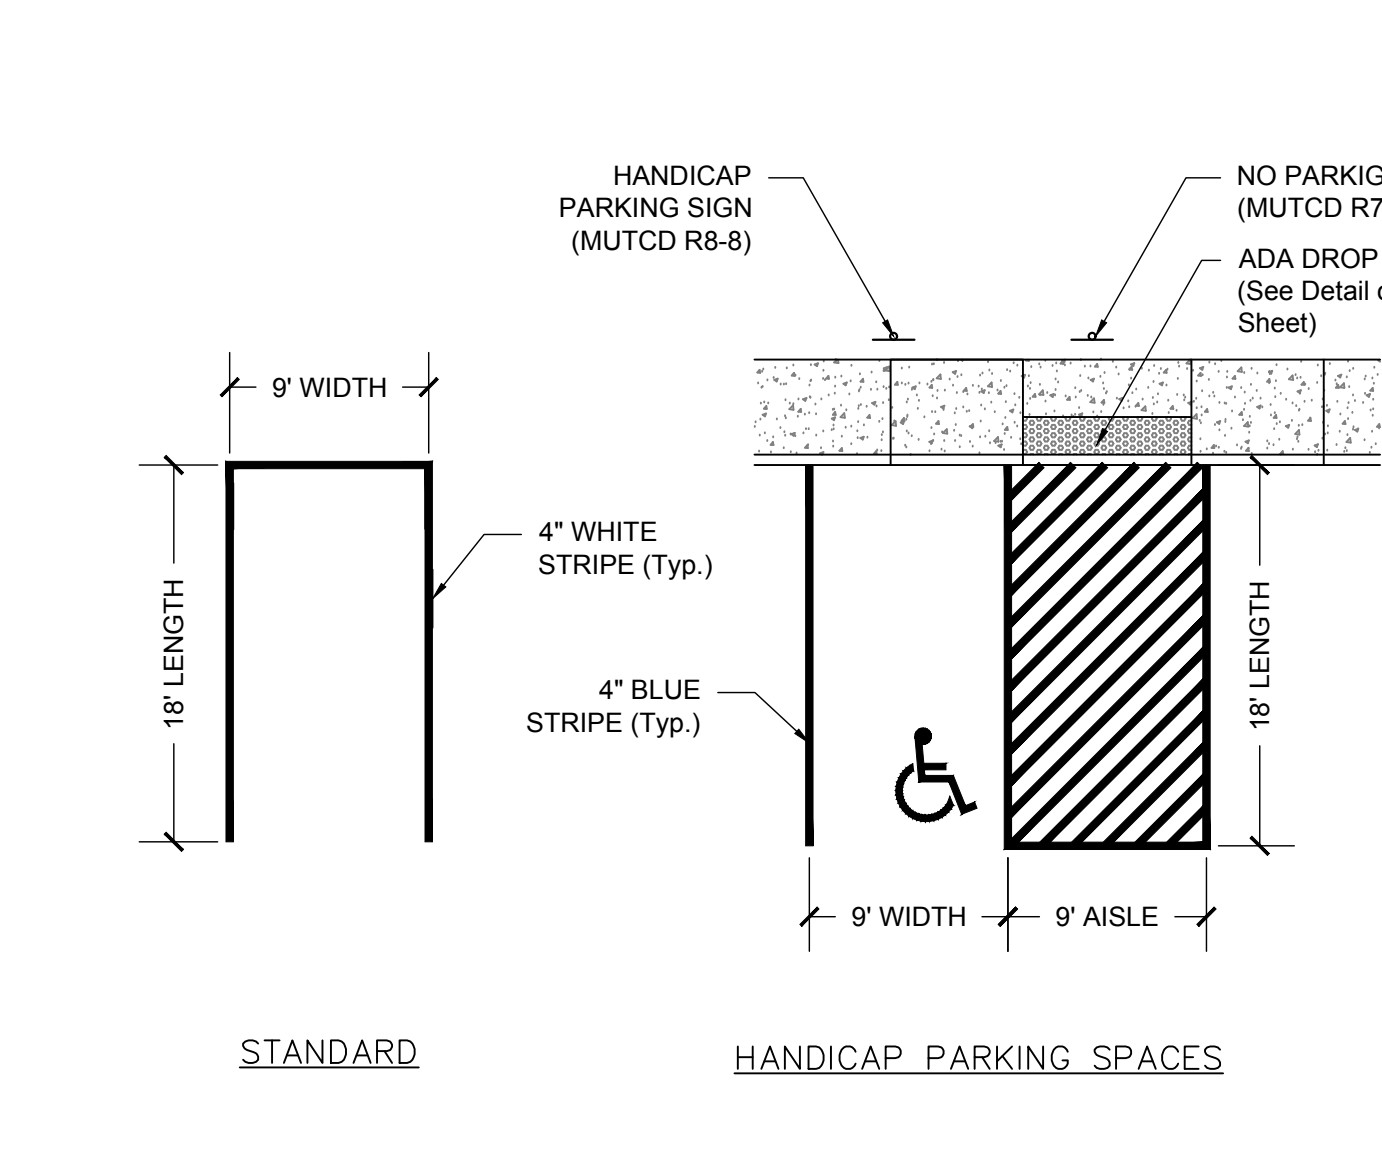 HANDICAP
PARKING SIGN
(MUTCD R8-8)
NO PARKIG
(MUTCD R7
ADA DROP
(See Detail
Sheet)
9' WIDTH
18' LENGTH
4" WHITE
STRIPE (Typ.)
4" BLUE
STRIPE (Typ.)
18' LENGTH
9' WIDTH
9' AISLE
STANDARD
HANDICAP PARKING SPACES